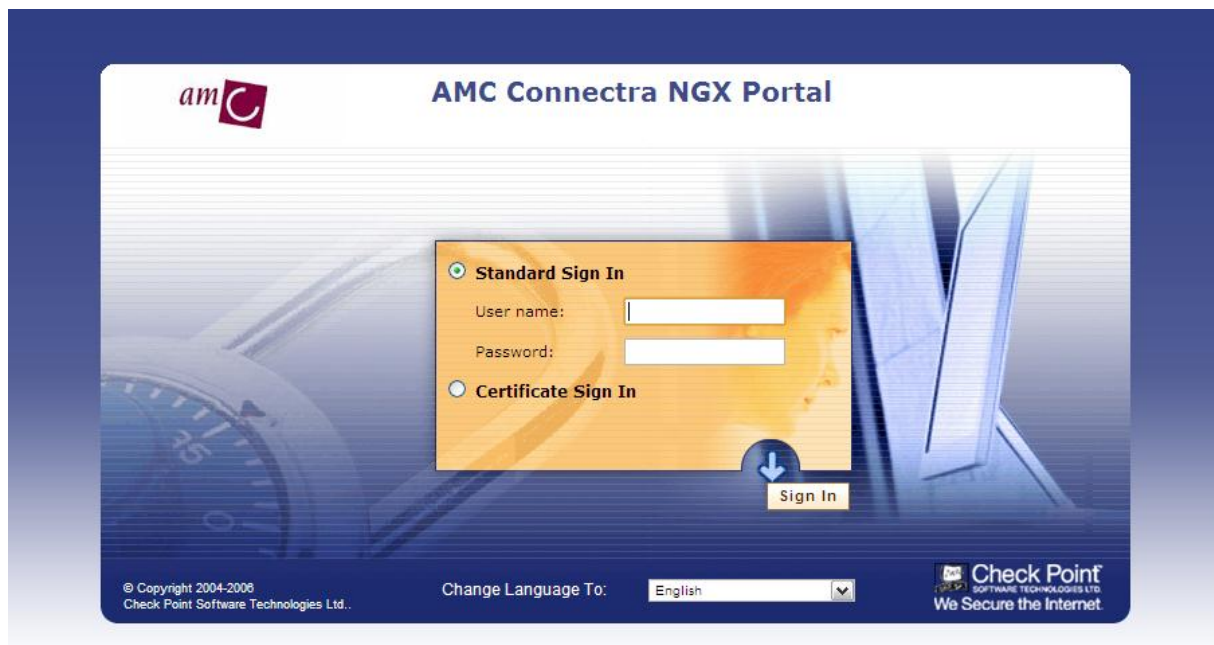 amC
AMC Connectra NGX Portal
Standard Sign In
User name:
Password:
Certificate Sign In
Sign In
© Copyright 2004-2006
Check Point Software Technologies Ltd..
Change Language To:
English
Check Point
SOFTWARE TECHNOLOGIES LTD.
We Secure the Internet.